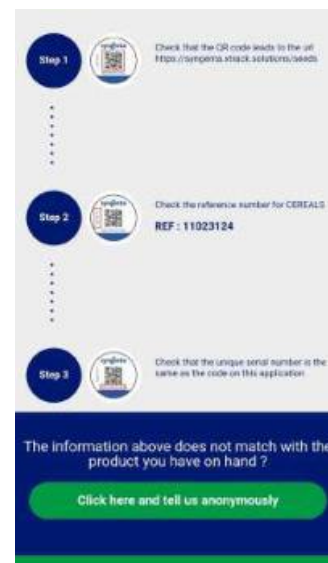 Step 1
Check that the QR code leads to the url
https://syngenta.xtrack.solutions/seeds
Step 2
Check the reference number for CEREALS
REF : 11023124
Step 3
Check that the unique serial number is the
same as the code on this application
The information above does not match with the
product you have on hand ?
Click here and tell us anonymously